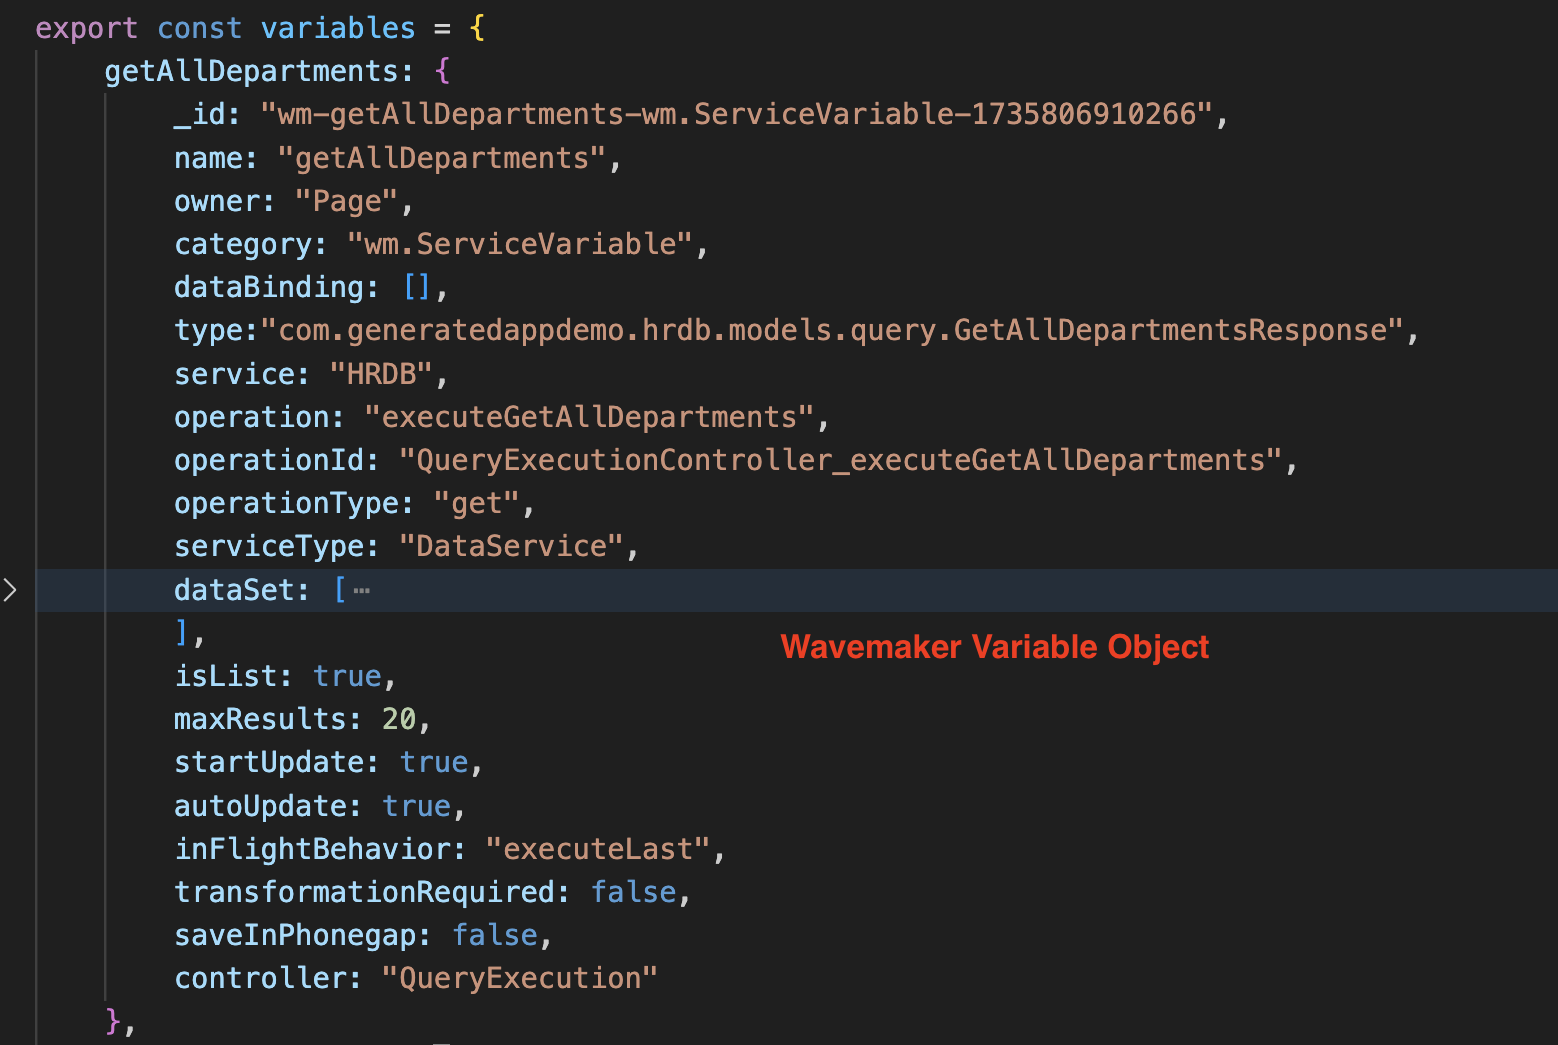 export const variables = {
getAllDepartments: {
_id: "wm-getAllDepartments-wm.ServiceVariable-1735806910266",
name: "getAllDepartments",
owner: "Page",
category: "wm.ServiceVariable",
dataBinding: [],
type:"com.generatedappdemo.hrdb.models.query.GetAllDepartmentsResponse",
service: "HRDB",
operation: "executeGetAllDepartments",
operationId: "QueryExecutionController_executeGetAllDepartments",
operationType: "get",
serviceType: "DataService",
dataSet: [⋯
],
Wavemaker Variable Object
isList: true,
maxResults: 20,
startUpdate: true,
autoUpdate: true,
inFlightBehavior: "executeLast",
transformationRequired: false,
saveInPhonegap: false,
controller: "QueryExecution"
},